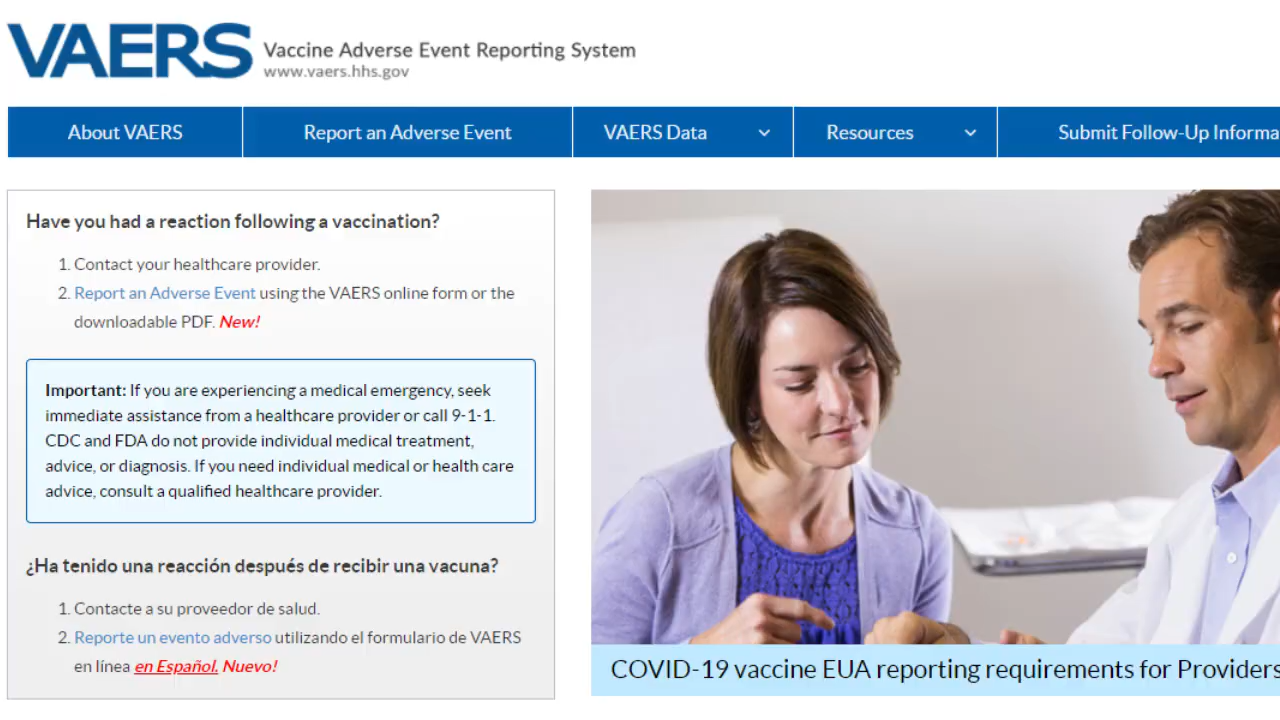 VAERS Vaccine Adverse Event Reporting System
www.vaers.hhs.gov
About VAERS Report an Adverse Event VAERS Data Resources Submit Follow-Up Informa
Have you had a reaction following a vaccination?
1. Contact your healthcare provider.
2. Report an Adverse Event using the VAERS online form or the
downloadable PDF. New!
Important: If you are experiencing a medical emergency, seek
immediate assistance from a healthcare provider or call 9-1-1.
CDC and FDA do not provide individual medical treatment,
advice, or diagnosis. If you need individual medical or health care
advice, consult a qualified healthcare provider.
¿Ha tenido una reacción después de recibir una vacuna?
1. Contacte a su proveedor de salud.
2. Reporte un evento adverso utilizando el formulario de VAERS
en línea en Español. Nuevo!
COVID-19 vaccine EUA reporting requirements for Providers